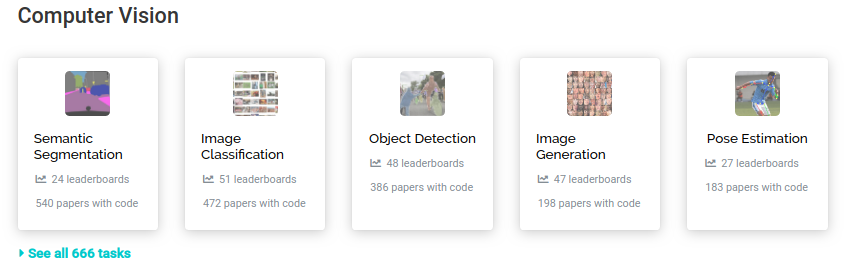 Computer Vision
Semantic
Segmentation
24 leaderboards
540 papers with code
Image
Classification
51 leaderboards
472 papers with code
Object Detection
48 leaderboards
386 papers with code
Image
Generation
47 leaderboards
198 papers with code
Pose Estimation
27 leaderboards
183 papers with code
See all 666 tasks